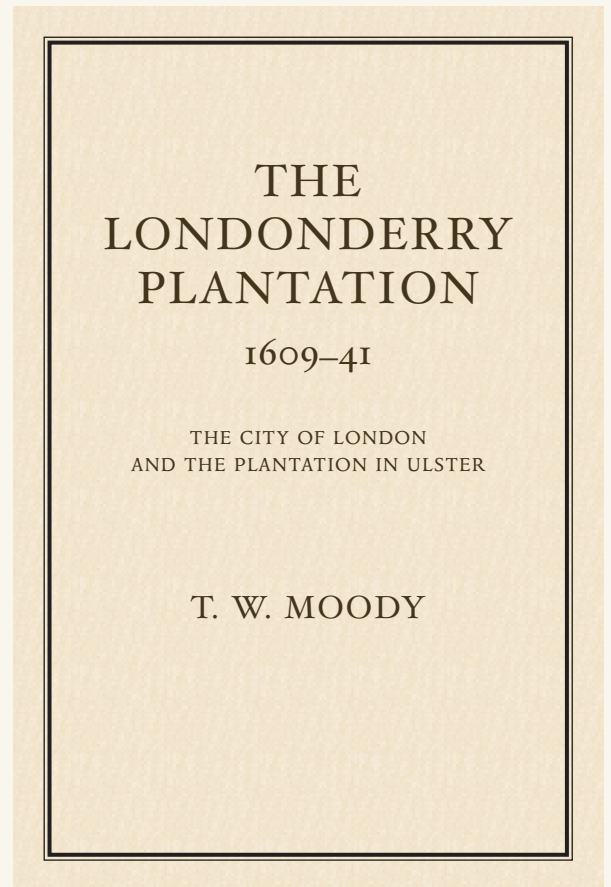 THE
LONDONDERRY
PLANTATION
1609–41
THE CITY OF LONDON
AND THE PLANTATION IN ULSTER
T. W. MOODY